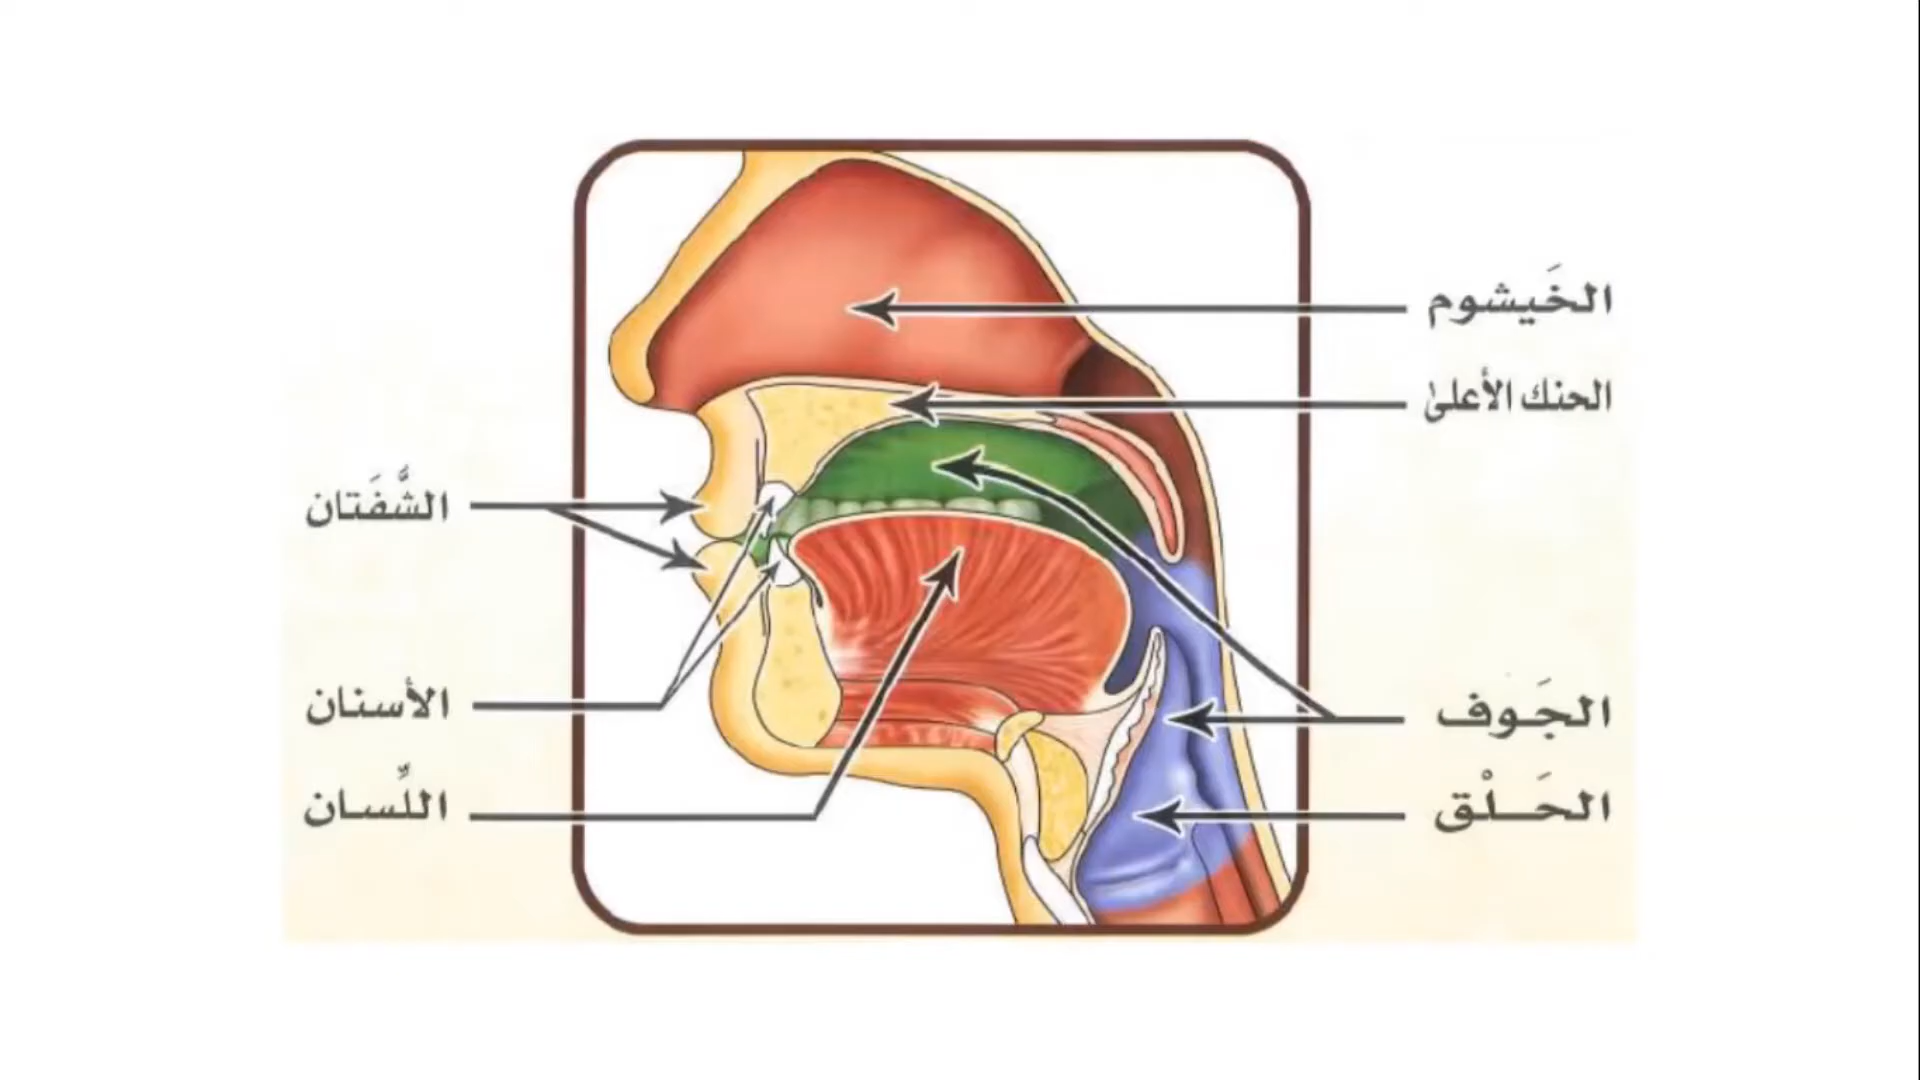 الخَيشوم
الحنك الأعلىٰ
الجَوف
الحَلْق
الشَّفَتان
الأسنان
اللِّسان